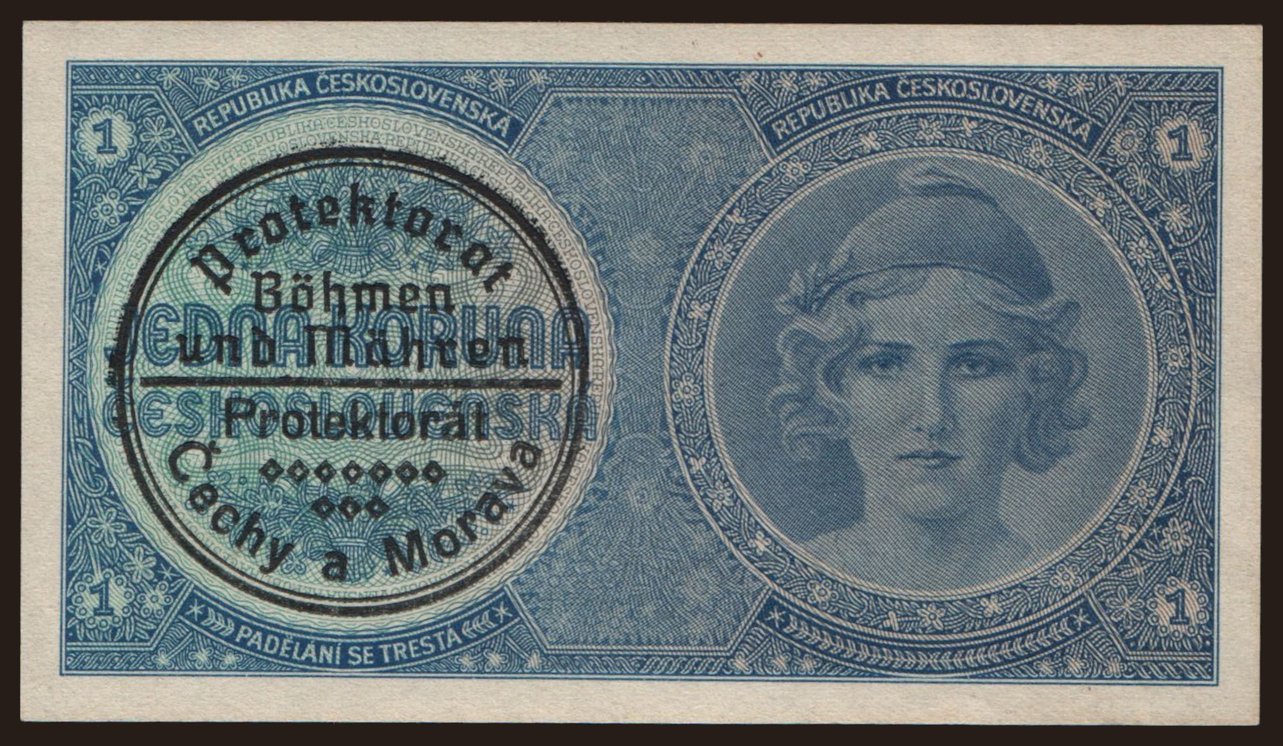 REPUBLIKA ČESKOSLOVENSKÁ
REPUBLIKA ČESKOSLOVENSKÁ
1
1
Protektorat
Böhmen
und Mähren
JEDNA KORUNA
ČESKOSLOVENSKÁ
Protektorát
Čechy a Morava
1
1
PADĚLÁNÍ SE TRESTÁ